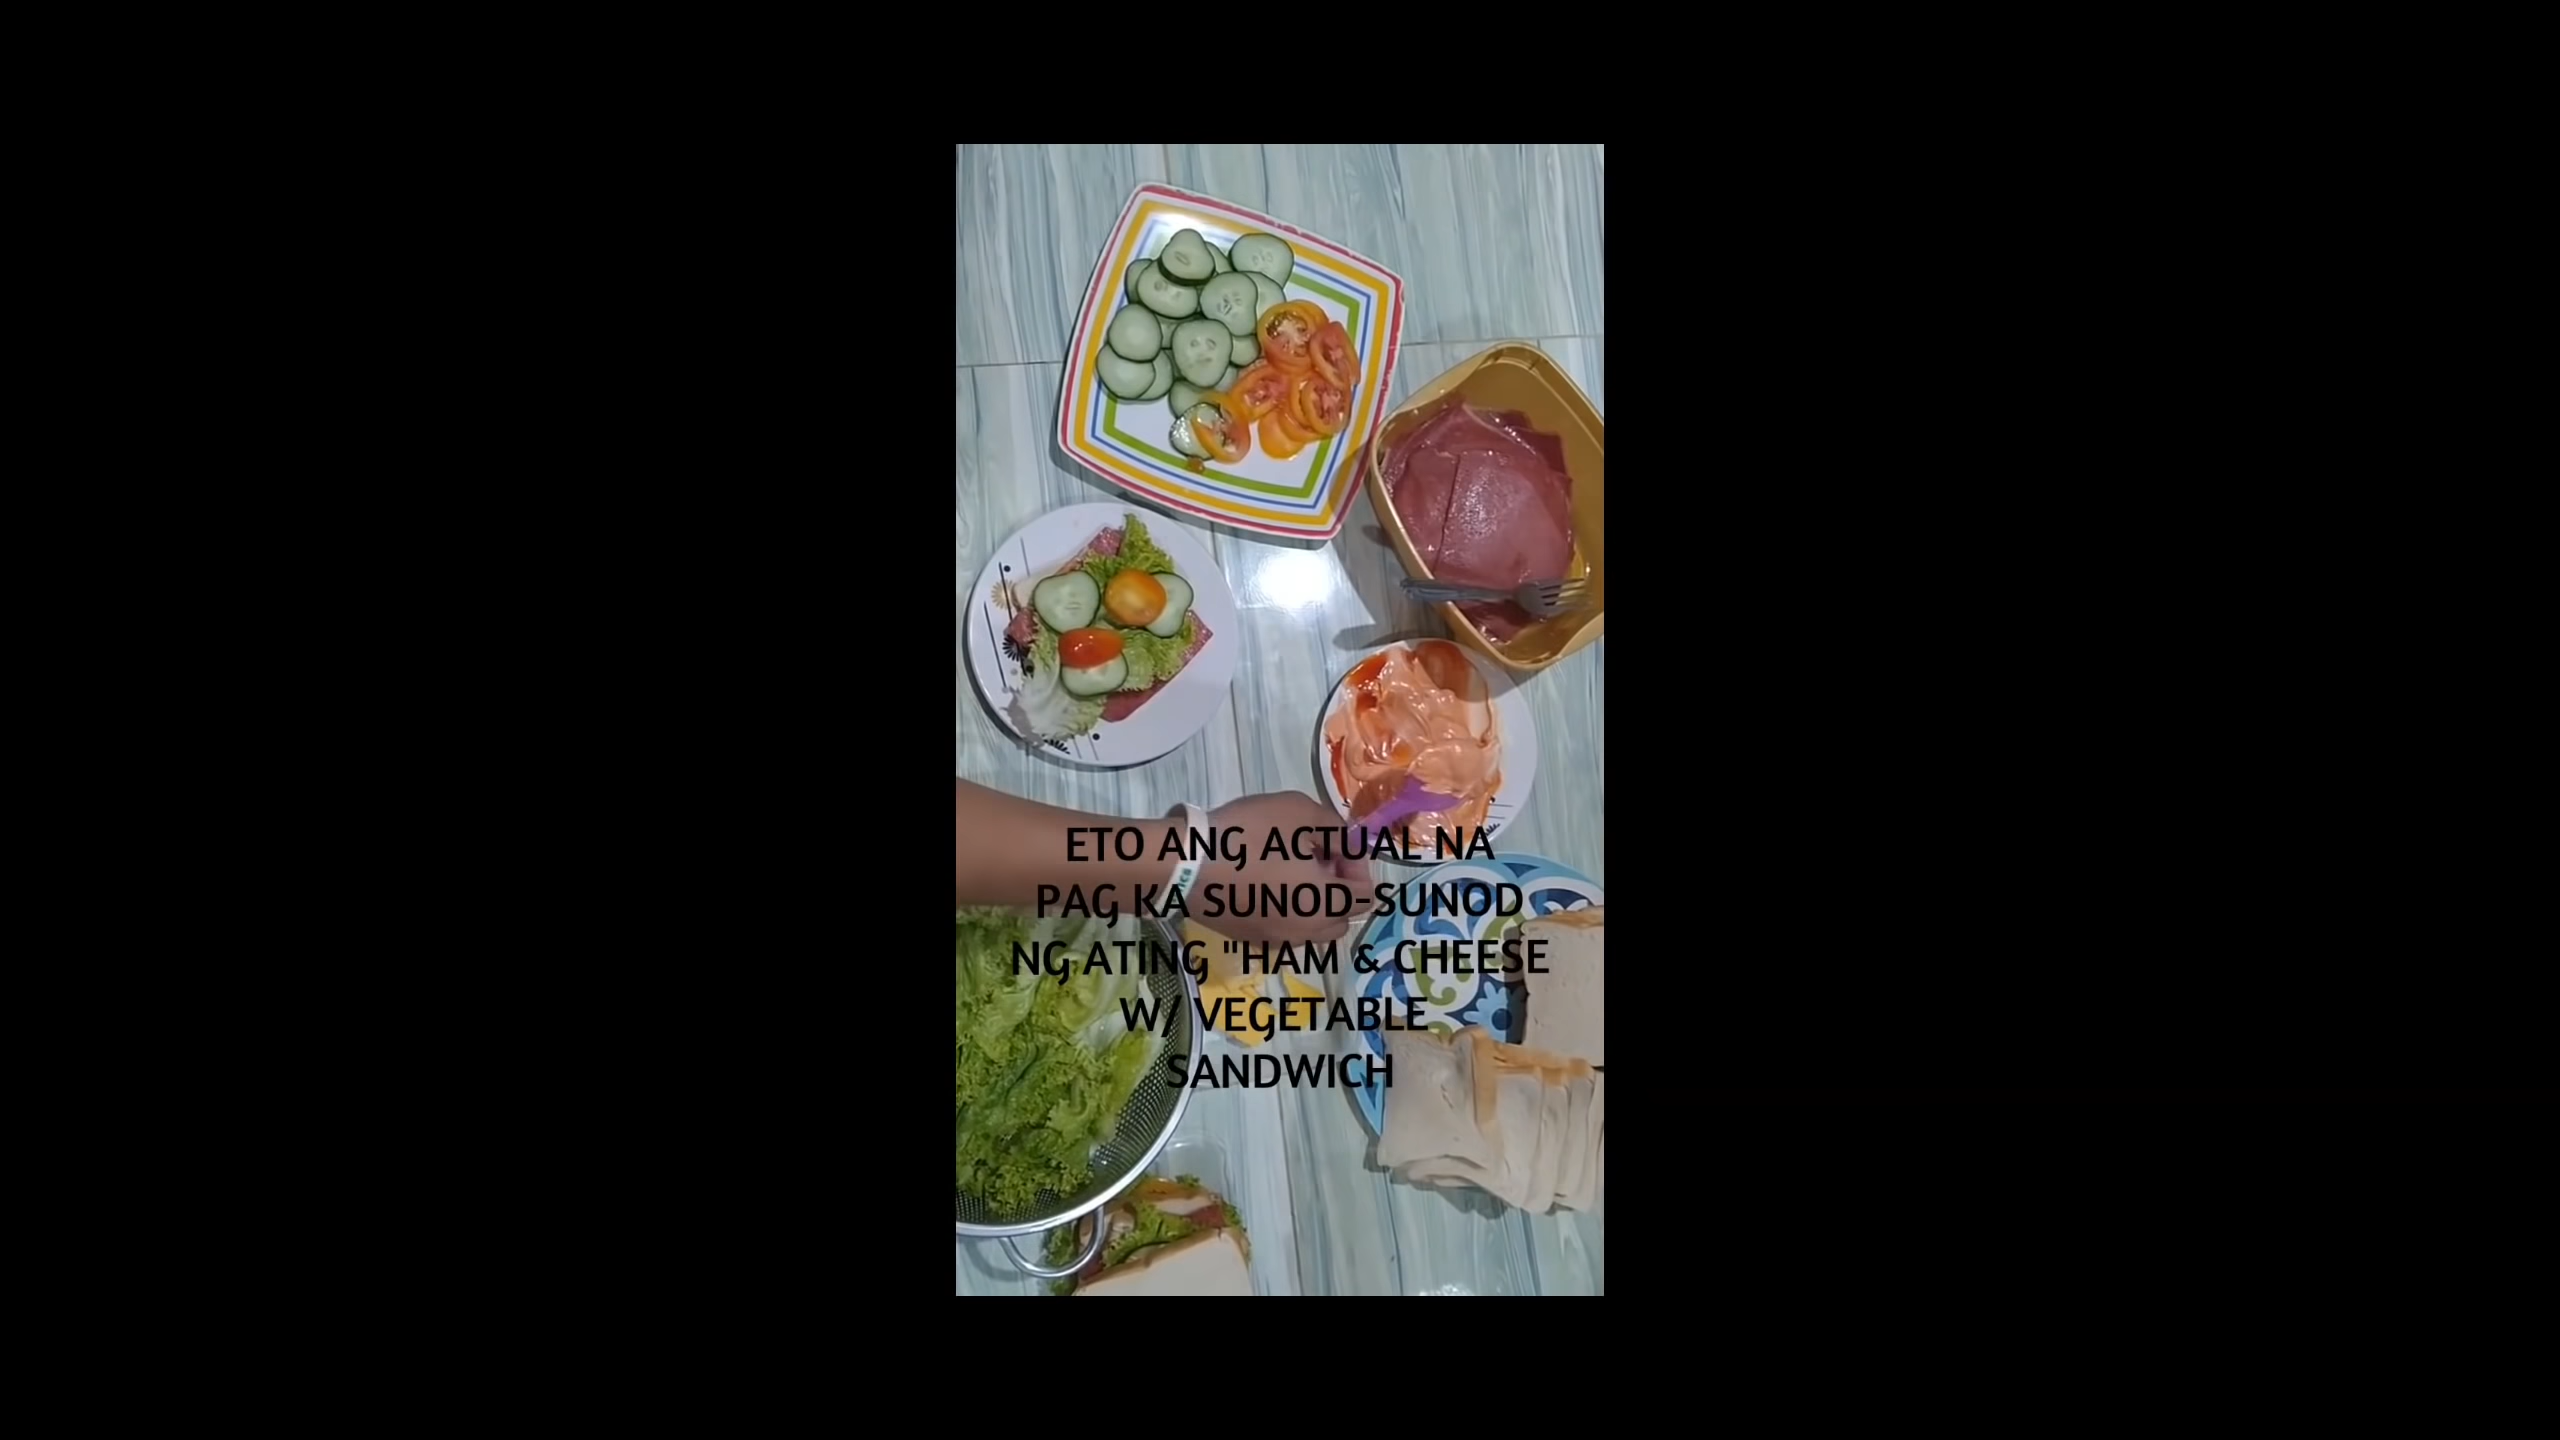 ETO ANG ACTUAL NA
PAG KA SUNOD-SUNOD
NG ATING "HAM & CHEESE
W/ VEGETABLE
SANDWICH